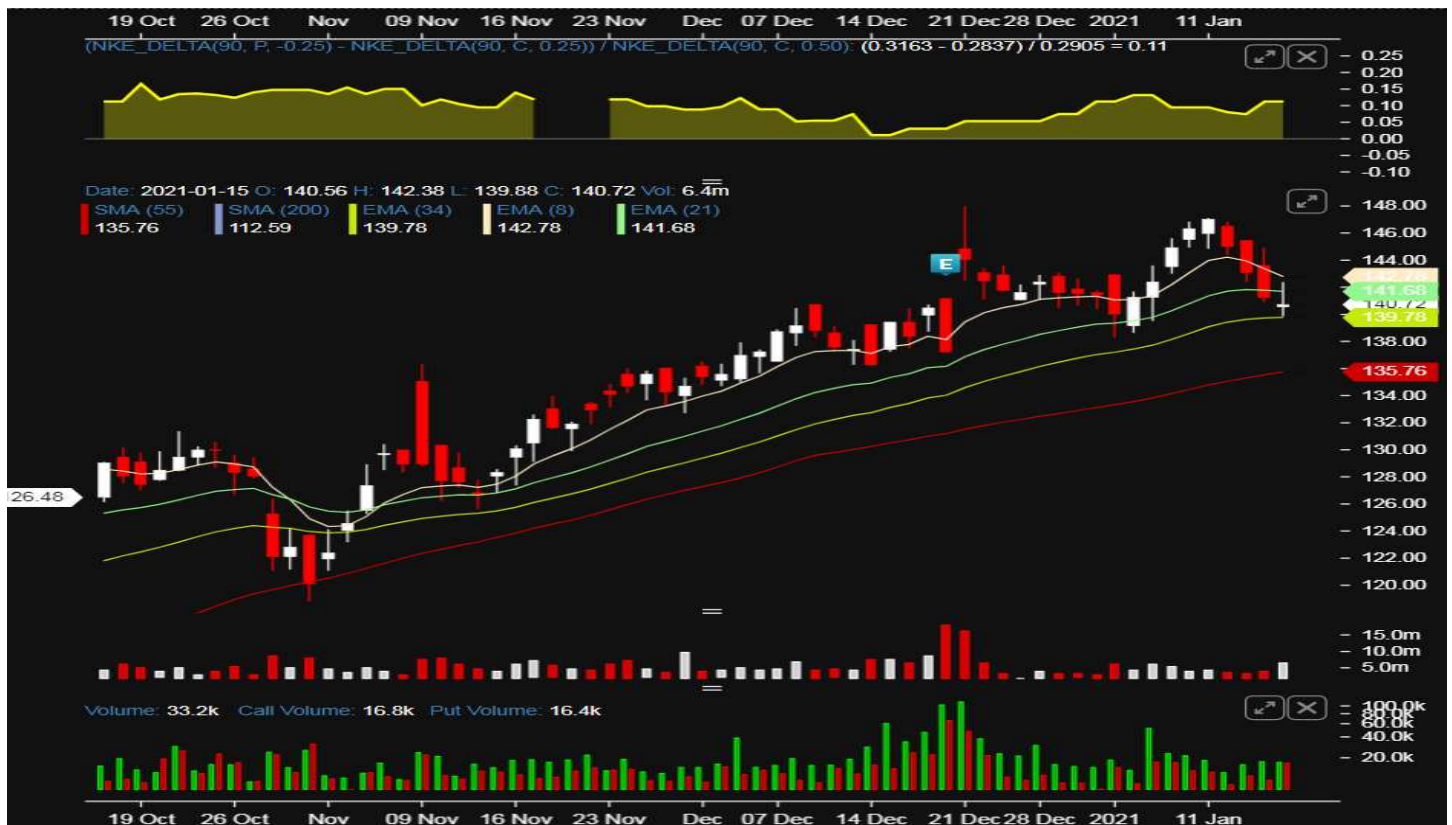 19 Oct 26 Oct Nov 09 Nov 16 Nov 23 Nov Dec 07 Dec 14 Dec 21 Dec 28 Dec 2021 11 Jan
(NKE_DELTA(90, P, -0.25) - NKE_DELTA(90, C, 0.25)) / NKE_DELTA(90, C, 0.50): (0.3163 - 0.2837) / 0.2905 = 0.11
0.25
0.20
0.15
0.10
0.05
0.00
-0.05
-0.10
Date: 2021-01-15 O: 140.56 H: 142.38 L: 139.88 C: 140.72 Vol: 6.4m
SMA (55) SMA (200) EMA (34) EMA (8) EMA (21)
135.76 112.59 139.78 142.78 141.68
148.00
146.00
E
144.00
142.78
141.68
140.72
139.78
138.00
135.76
134.00
132.00
130.00
128.00
26.48
126.00
124.00
122.00
120.00
15.0m
10.0m
5.0m
Volume: 33.2k Call Volume: 16.8k Put Volume: 16.4k
100.0k
80.0k
60.0k
40.0k
20.0k
19 Oct 26 Oct Nov 09 Nov 16 Nov 23 Nov Dec 07 Dec 14 Dec 21 Dec 28 Dec 2021 11 Jan